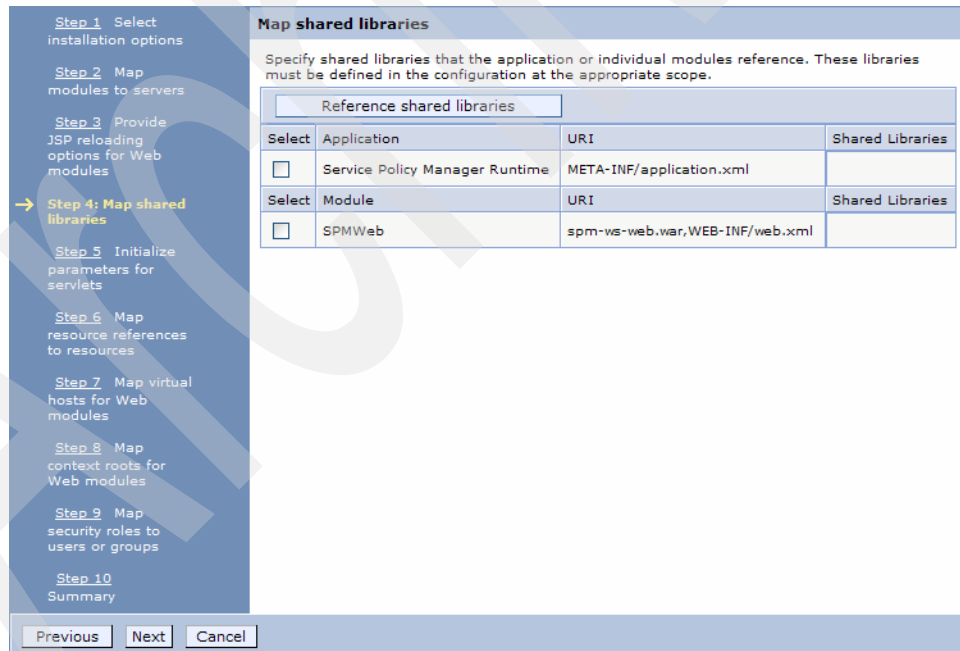 Step 1 Select
installation options
Step 2 Map
modules to servers
Step 3 Provide
JSP reloading
options for Web
modules
Step 4: Map shared
libraries
Step 5 Initialize
parameters for
servlets
Step 6 Map
resource references
to resources
Step 7 Map virtual
hosts for Web
modules
Step 8 Map
context roots for
Web modules
Step 9 Map
security roles to
users or groups
Step 10
Summary
Map shared libraries
Specify shared libraries that the application or individual modules reference. These libraries
must be defined in the configuration at the appropriate scope.
Reference shared libraries
Select Application URI Shared Libraries
Service Policy Manager Runtime META-INF/application.xml
Select Module URI Shared Libraries
SPMWeb spm-ws-web.war,WEB-INF/web.xml
Previous Next Cancel